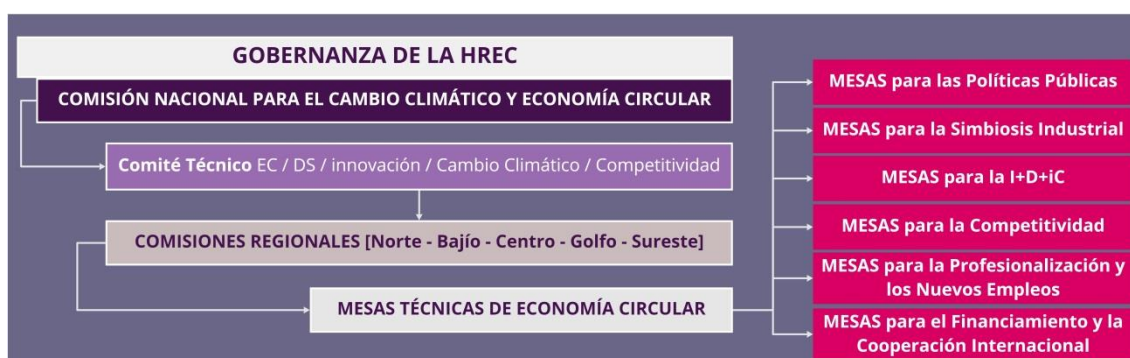 GOBERNANZA DE LA HREC
COMISIÓN NACIONAL PARA EL CAMBIO CLIMÁTICO Y ECONOMÍA CIRCULAR
Comité Técnico EC / DS / innovación / Cambio Climático / Competitividad
COMISIONES REGIONALES [Norte - Bajío - Centro - Golfo - Sureste]
MESAS TÉCNICAS DE ECONOMÍA CIRCULAR
MESAS para las Políticas Públicas
MESAS para la Simbiosis Industrial
MESAS para la I+D+iC
MESAS para la Competitividad
MESAS para la Profesionalización y
los Nuevos Empleos
MESAS para el Financiamiento y la
Cooperación Internacional